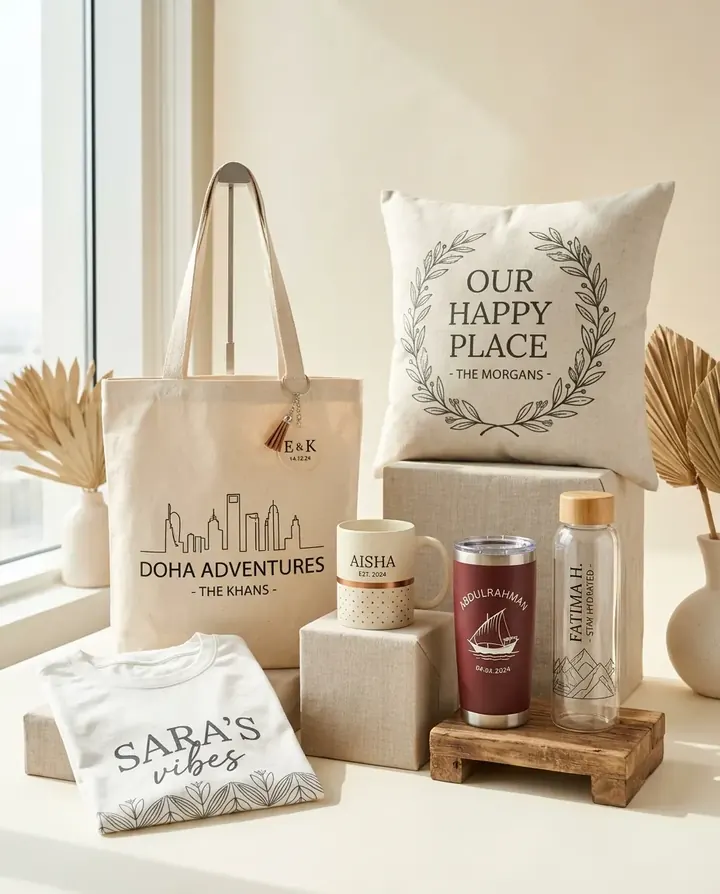 OUR
HAPPY
PLACE
- THE MORGANS -
E & K
14.12.24
DOHA ADVENTURES
- THE KHANS -
AISHA
EST. 2024
ABDULRAHMAN
04.04.2024
FATIMA H.
- STAY HYDRATED -
SARA'S
vibes